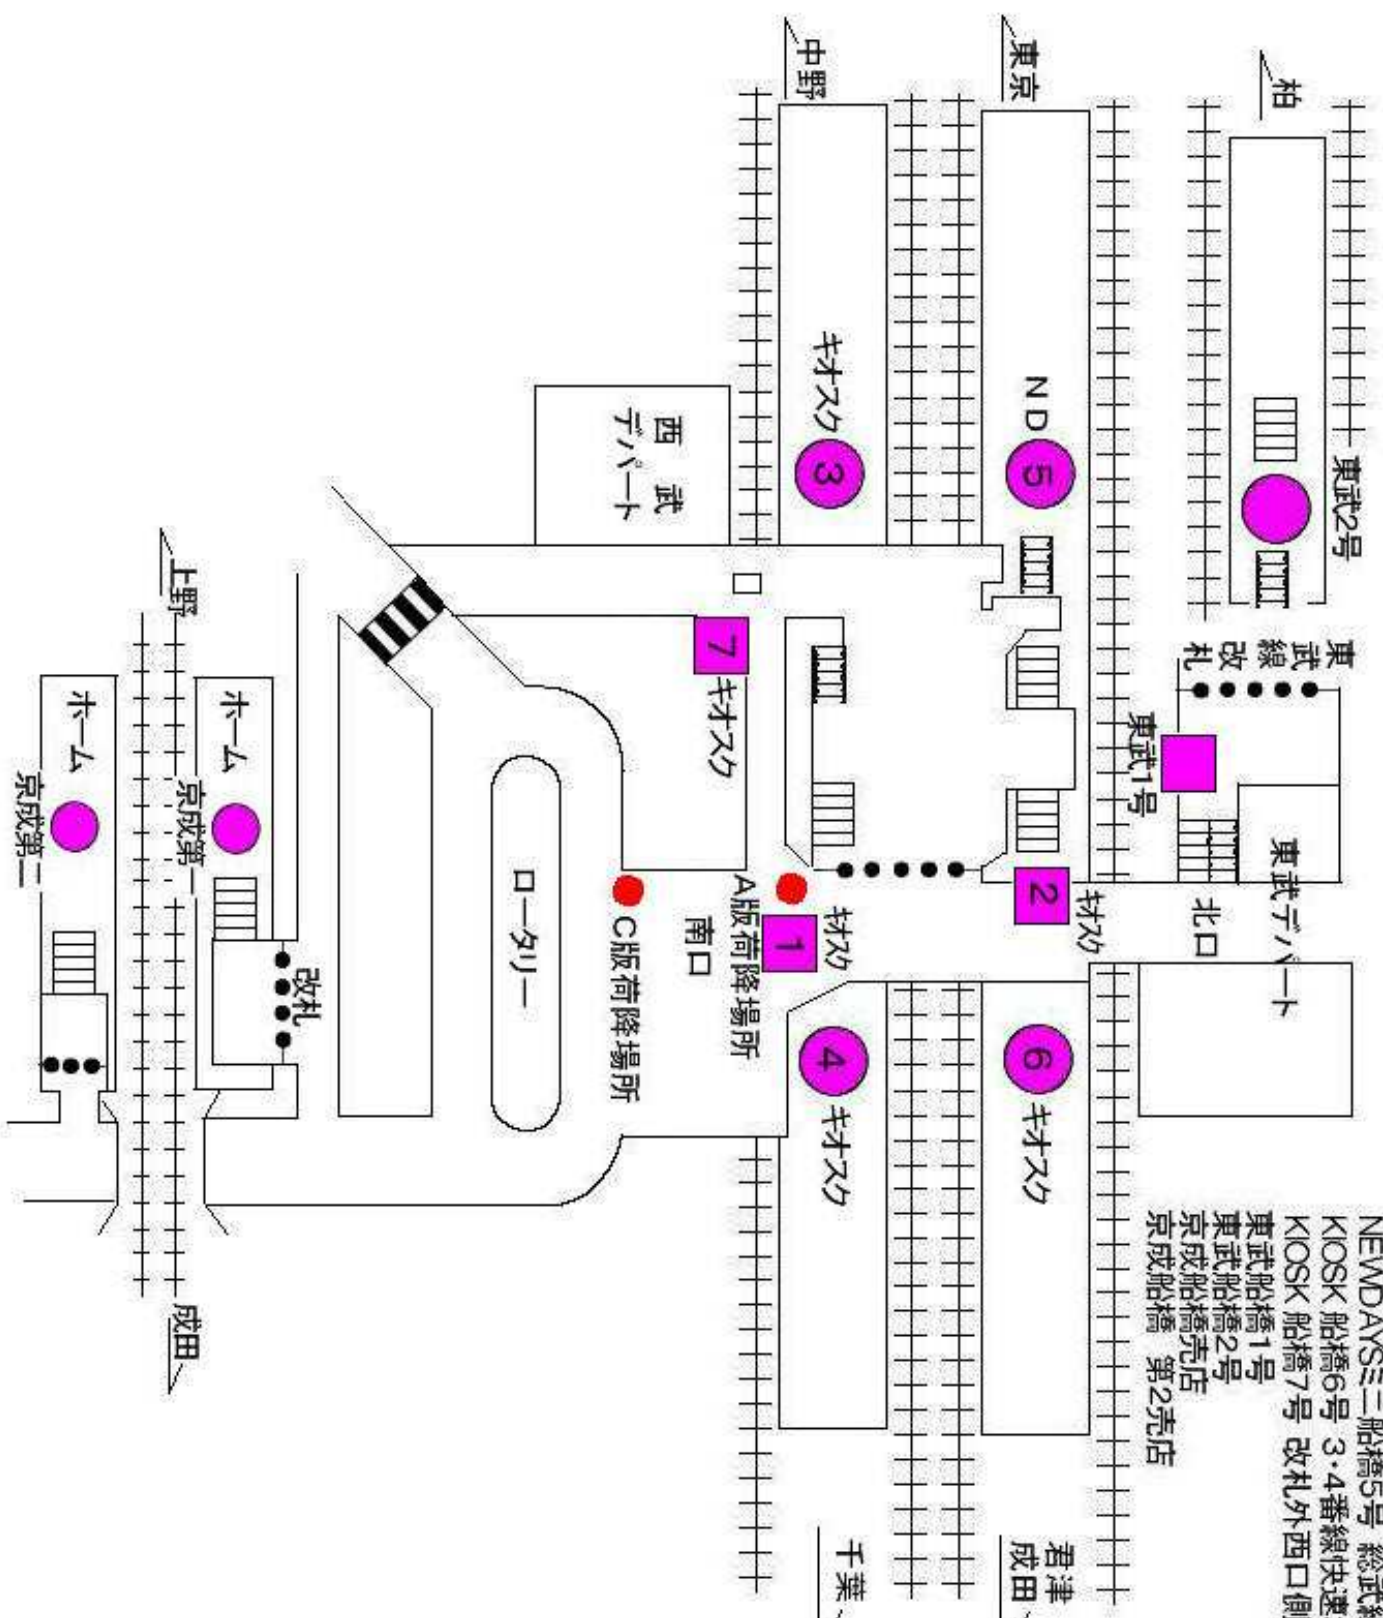 NEWDAYSミニ船橋5号 総武
KIOSK 船橋6号 3・4番線快速
KIOSK 船橋7号 改札外西口側
東武船橋1号
東武船橋2号
京成船橋売店
京成船橋 第2売店
柏
東武2号
東武線改札
東武1号
東武デパート
北口
東京
ND
5
2
キオスク
6
キオスク
君津
成田
中野
キオスク
3
1
キオスク
4
キオスク
千葉
西武
デパート
7
キオスク
A版荷降場所
南口
C版荷降場所
ロータリー
改札
上野
ホーム
京成第一
ホーム
京成第二
成田